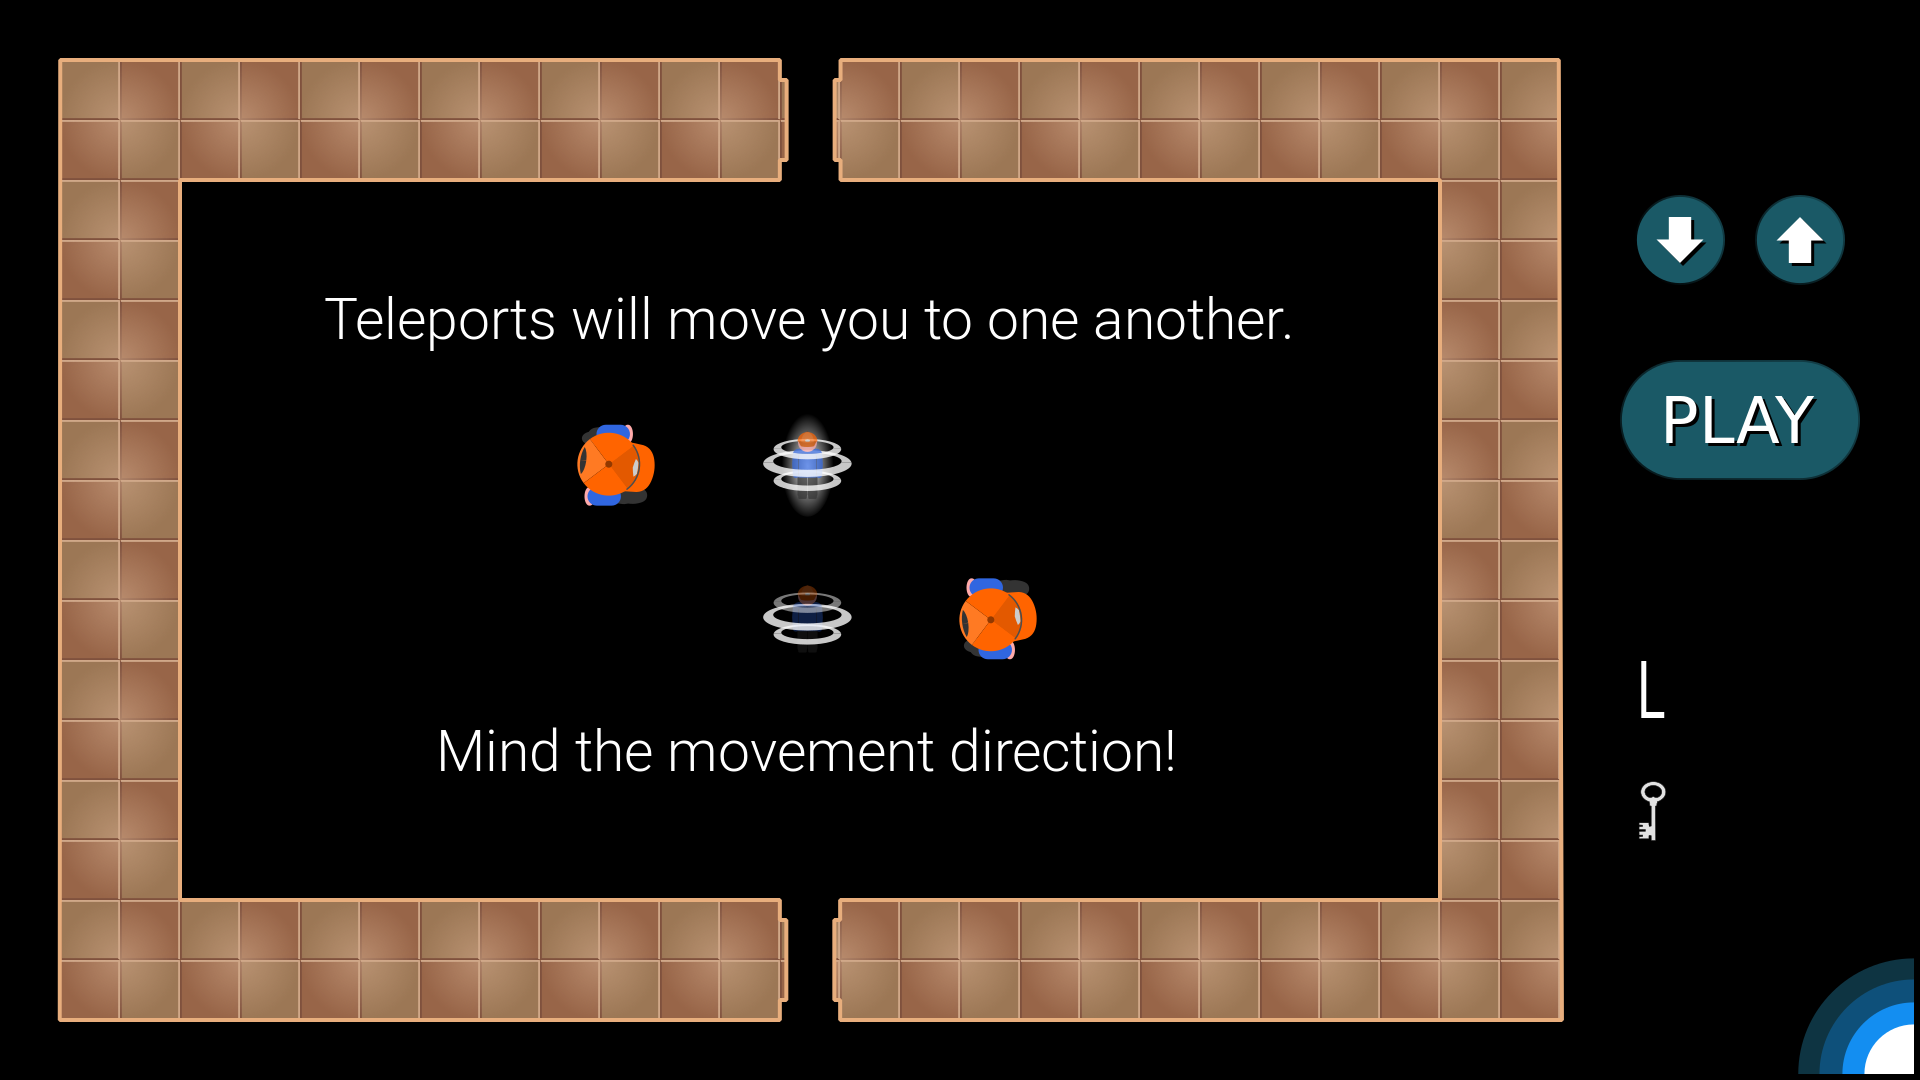 Teleports will move you to one another.
PLAY
L
Mind the movement direction!